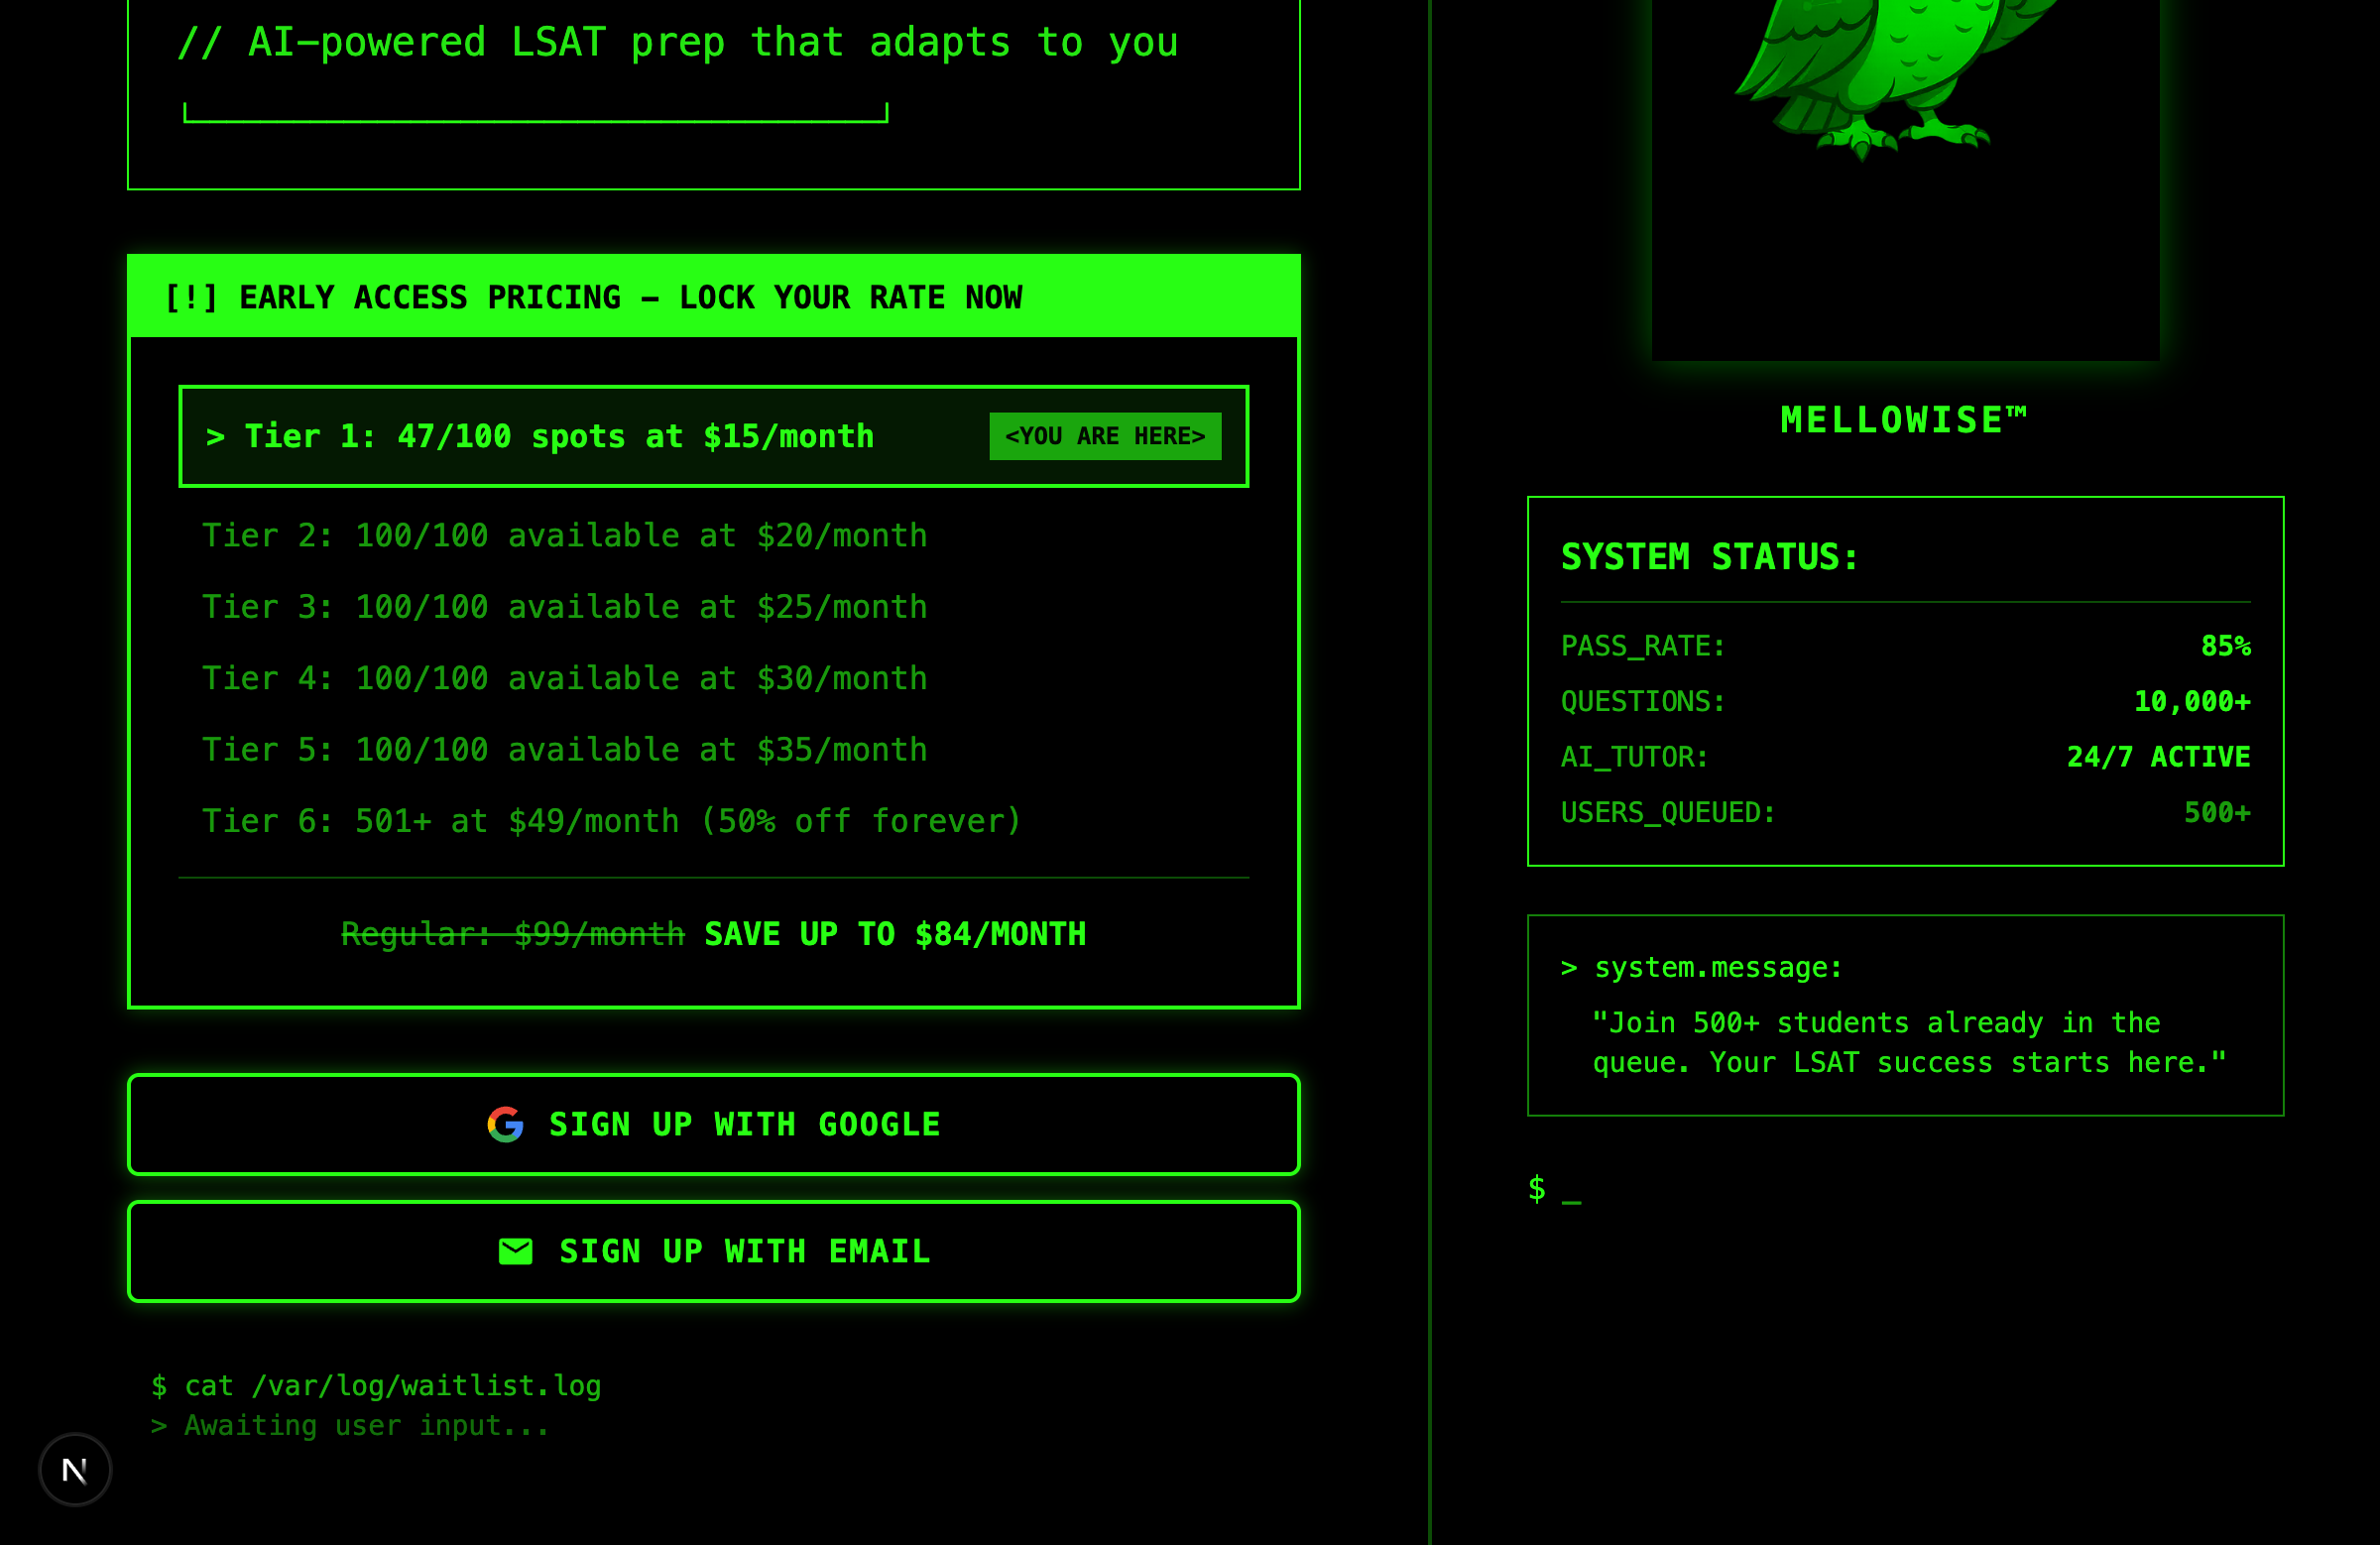 // AI-powered LSAT prep that adapts to you
[!] EARLY ACCESS PRICING - LOCK YOUR RATE NOW
> Tier 1: 47/100 spots at $15/month <YOU ARE HERE>
Tier 2: 100/100 available at $20/month
Tier 3: 100/100 available at $25/month
Tier 4: 100/100 available at $30/month
Tier 5: 100/100 available at $35/month
Tier 6: 501+ at $49/month (50% off forever)
Regular: $99/month SAVE UP TO $84/MONTH
SIGN UP WITH GOOGLE
SIGN UP WITH EMAIL
$ cat /var/log/waitlist.log
> Awaiting user input...
N
MELLOWISE™
SYSTEM STATUS:
PASS_RATE: 85%
QUESTIONS: 10,000+
AI_TUTOR: 24/7 ACTIVE
USERS_QUEUED: 500+
> system.message:
"Join 500+ students already in the
queue. Your LSAT success starts here."
$ _